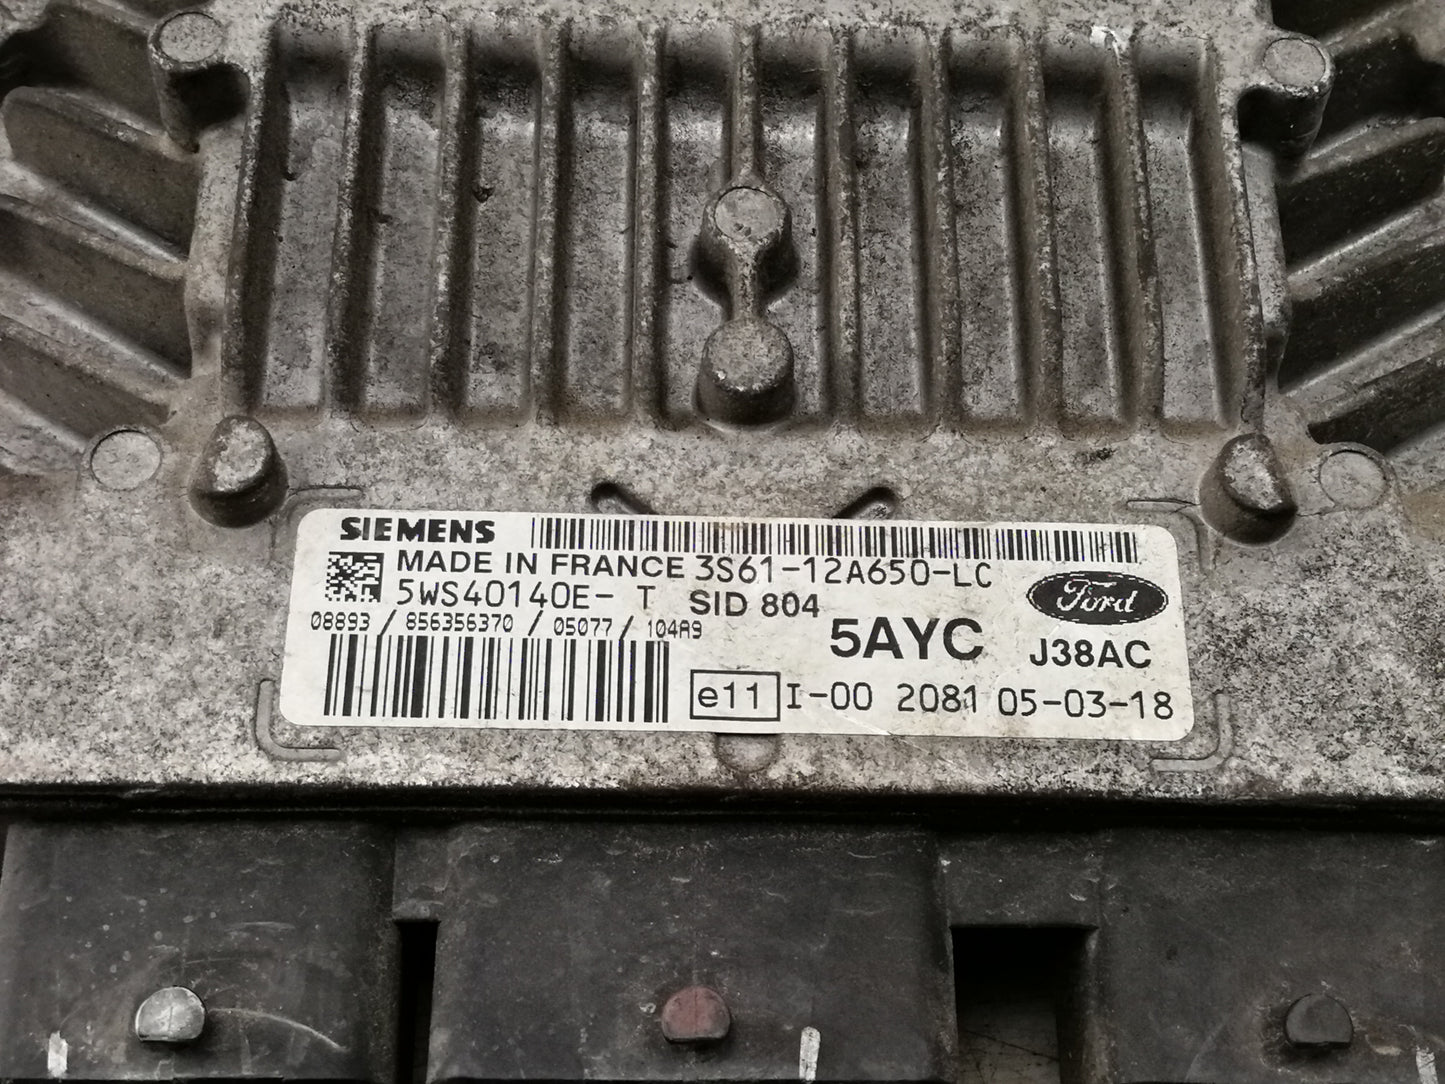 SIEMENS
MADE IN FRANCE 3S61-12A650-LC
5WS40140E- T SID 804
Ford
08893 / 856356370 / 05077 / 104A9
5AYC J38AC
e11 I-00 2081 05-03-18